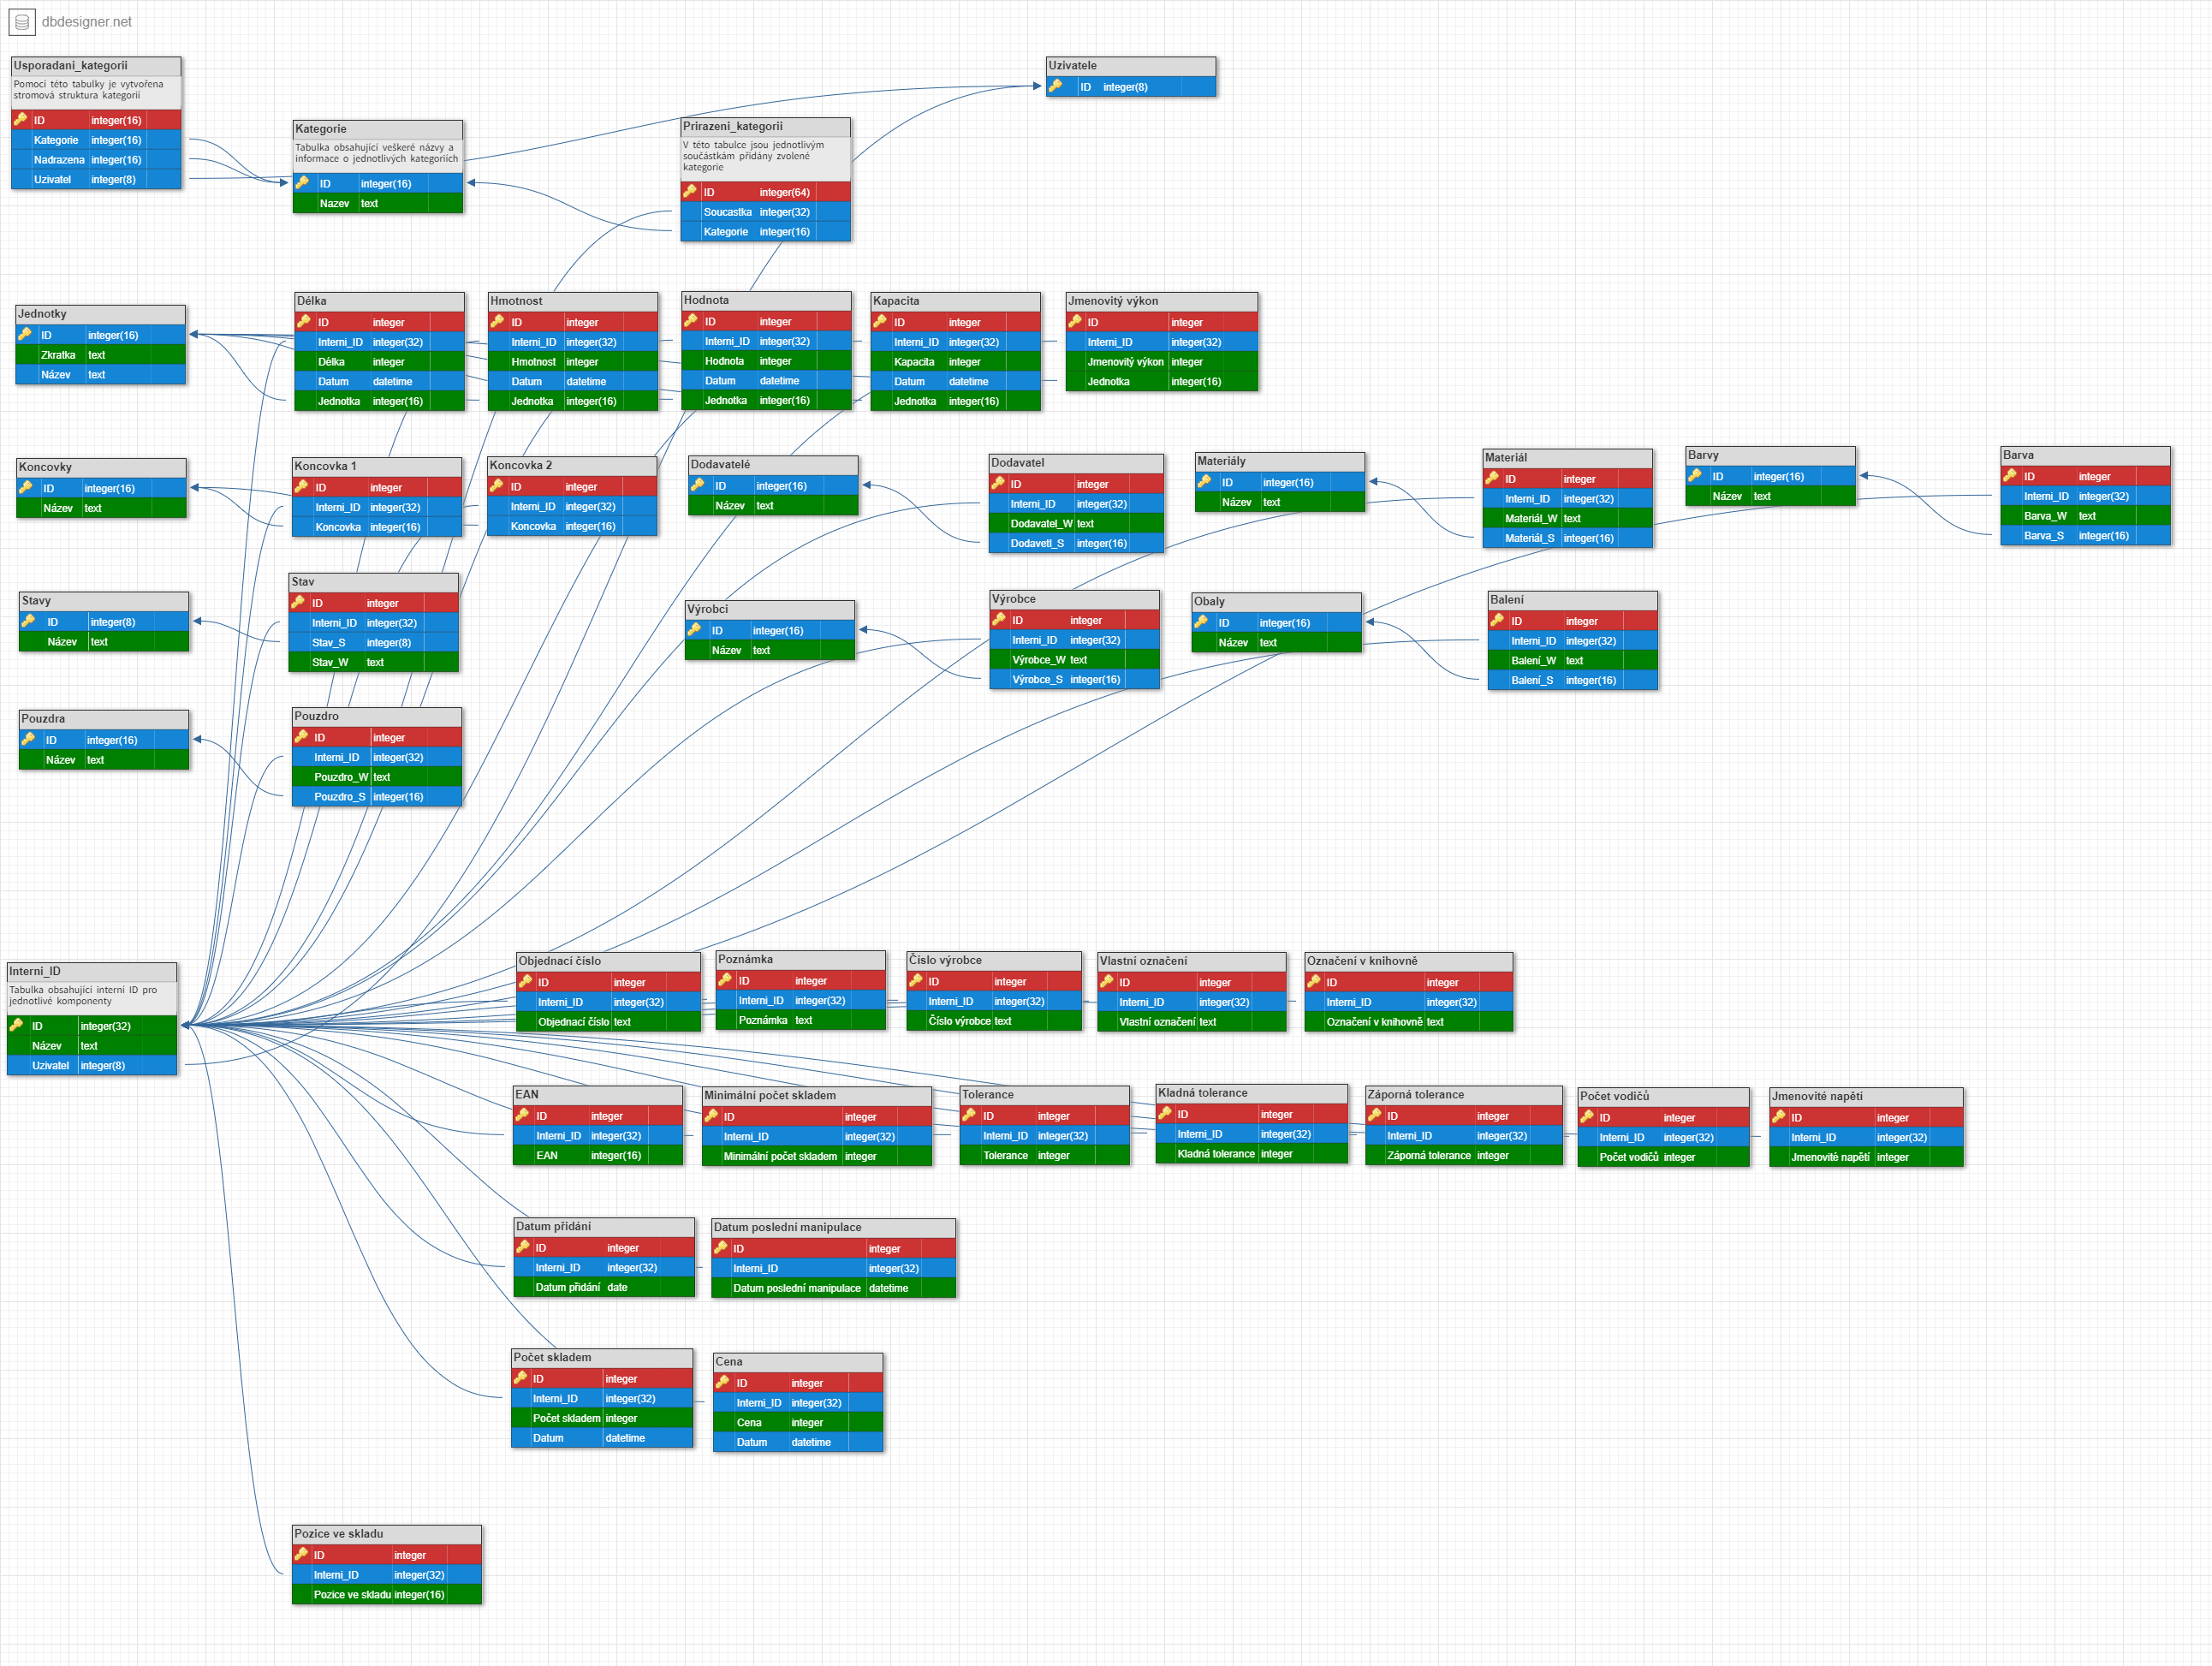 dbdesigner.net
Usporadani_kategorii
Pomocí této tabulky je vytvořena
stromová struktura kategorií
ID integer(16)
Kategorie integer(16)
Nadrazena integer(16)
Uzivatel integer(8)
Kategorie
Tabulka obsahující veškeré názvy a
informace o jednotlivých kategoriích
ID integer(16)
Nazev text
Prirazeni_kategorii
V této tabulce jsou jednotlivým
součástkám přidány zvolené
kategorie
ID integer(64)
Soucastka integer(32)
Kategorie integer(16)
Uzivatele
ID integer(8)
Jednotky
ID integer(16)
Zkratka text
Název text
Délka
ID integer
Interni_ID integer(32)
Délka integer
Datum datetime
Jednotka integer(16)
Hmotnost
ID integer
Interni_ID integer(32)
Hmotnost integer
Datum datetime
Jednotka integer(16)
Hodnota
ID integer
Interni_ID integer(32)
Hodnota integer
Datum datetime
Jednotka integer(16)
Kapacita
ID integer
Interni_ID integer(32)
Kapacita integer
Datum datetime
Jednotka integer(16)
Jmenovitý výkon
ID integer
Interni_ID integer(32)
Jmenovitý výkon integer
Jednotka integer(16)
Koncovky
ID integer(16)
Název text
Koncovka 1
ID integer
Interni_ID integer(32)
Koncovka integer(16)
Koncovka 2
ID integer
Interni_ID integer(32)
Koncovka integer(16)
Dodavatelé
ID integer(16)
Název text
Dodavatel
ID integer
Interni_ID integer(32)
Dodavatel_W text
Dodavetl_S integer(16)
Materiály
ID integer(16)
Název text
Materiál
ID integer
Interni_ID integer(32)
Materiál_W text
Materiál_S integer(16)
Barvy
ID integer(16)
Název text
Barva
ID integer
Interni_ID integer(32)
Barva_W text
Barva_S integer(16)
Stavy
ID integer(8)
Název text
Stav
ID integer
Interni_ID integer(32)
Stav_S integer(8)
Stav_W text
Výrobci
ID integer(16)
Název text
Výrobce
ID integer
Interni_ID integer(32)
Výrobce_W text
Výrobce_S integer(16)
Obaly
ID integer(16)
Název text
Balení
ID integer
Interni_ID integer(32)
Balení_W text
Balení_S integer(16)
Pouzdra
ID integer(16)
Název text
Pouzdro
ID integer
Interni_ID integer(32)
Pouzdro_W text
Pouzdro_S integer(16)
Interni_ID
Tabulka obsahující interní ID pro
jednotlivé komponenty
ID integer(32)
Název text
Uzivatel integer(8)
Objednací číslo
ID integer
Interni_ID integer(32)
Objednací číslo text
Poznámka
ID integer
Interni_ID integer(32)
Poznámka text
Číslo výrobce
ID integer
Interni_ID integer(32)
Číslo výrobce text
Vlastní označení
ID integer
Interni_ID integer(32)
Vlastní označení text
Označení v knihovně
ID integer
Interni_ID integer(32)
Označení v knihovně text
EAN
ID integer
Interni_ID integer(32)
EAN integer(16)
Minimální počet skladem
ID integer
Interni_ID integer(32)
Minimální počet skladem integer
Tolerance
ID integer
Interni_ID integer(32)
Tolerance integer
Kladná tolerance
ID integer
Interni_ID integer(32)
Kladná tolerance integer
Záporná tolerance
ID integer
Interni_ID integer(32)
Záporná tolerance integer
Počet vodičů
ID integer
Interni_ID integer(32)
Počet vodičů integer
Jmenovité napětí
ID integer
Interni_ID integer(32)
Jmenovité napětí integer
Datum přidání
ID integer
Interni_ID integer(32)
Datum přidání date
Datum poslední manipulace
ID integer
Interni_ID integer(32)
Datum poslední manipulace datetime
Počet skladem
ID integer
Interni_ID integer(32)
Počet skladem integer
Datum datetime
Cena
ID integer
Interni_ID integer(32)
Cena integer
Datum datetime
Pozice ve skladu
ID integer
Interni_ID integer(32)
Pozice ve skladu integer(16)